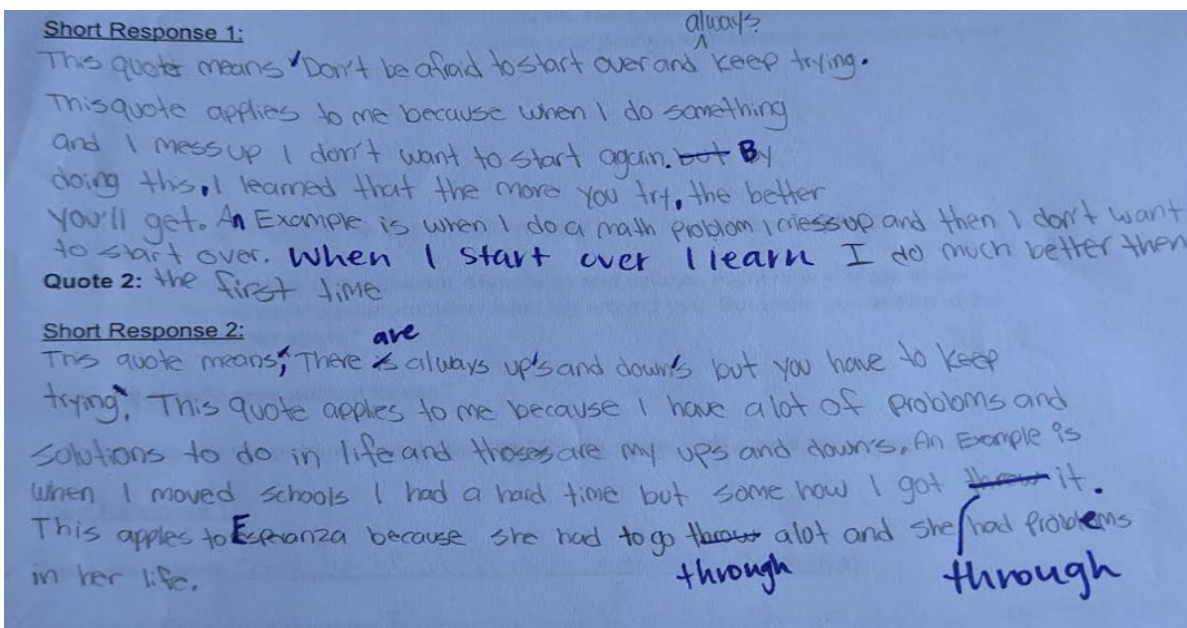 Short Response 1:
always
This quote means "Don't be afraid to start over and keep trying.
This quote applies to me because when I do something
and I mess up I don't want to start again. but By
doing this, I learned that the more you try, the better
you'll get. An Example is when I do a math problom I mess up and then I don't want
to start over. When I start over I learn I do much better then
Quote 2: the first time
Short Response 2:
are
This quote means, There is always up's and down's but you have to keep
trying". This quote applies to me because I have alot of probloms and
solutions to do in life and thoses are my ups and down's. An Example is
when I moved schools I had a hard time but some how I got throw it.
This apples to Esperanza because she had to go throw alot and she had problems
in her life.
through through